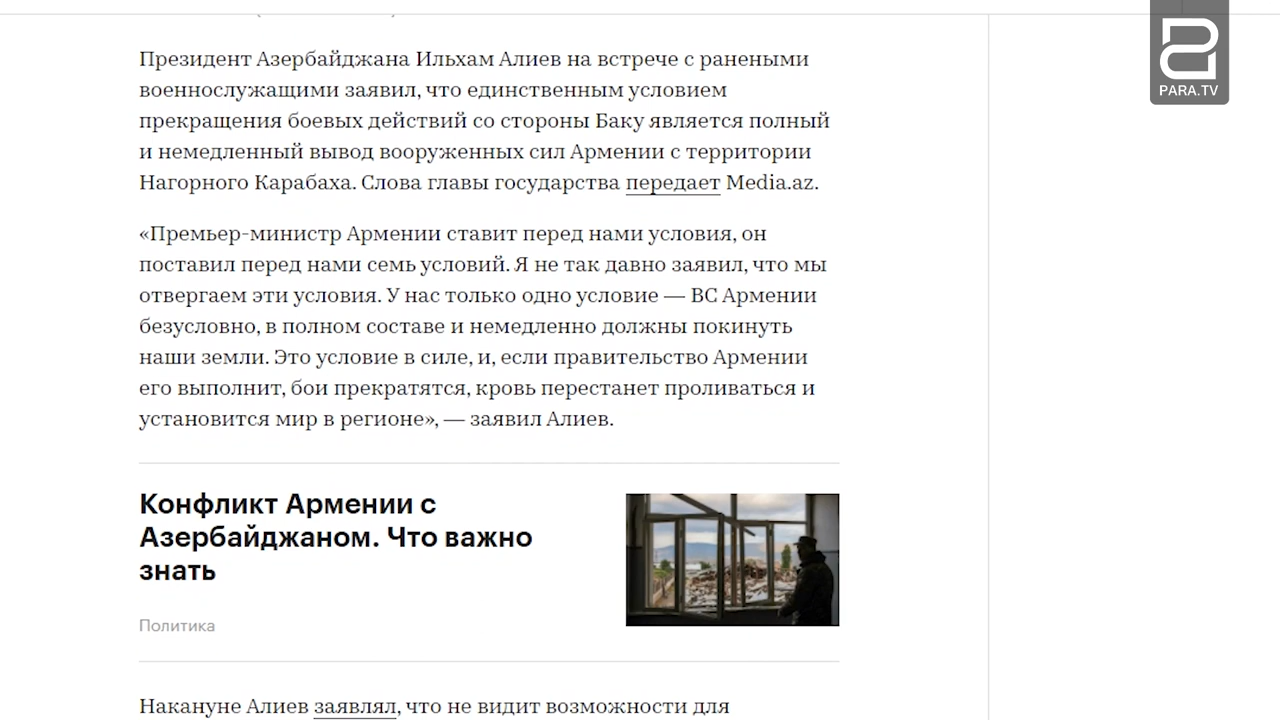 PARA.TV
Президент Азербайджана Ильхам Алиев на встрече с ранеными
военнослужащими заявил, что единственным условием
прекращения боевых действий со стороны Баку является полный
и немедленный вывод вооруженных сил Армении с территории
Нагорного Карабаха. Слова главы государства передает Media.az.
«Премьер-министр Армении ставит перед нами условия, он
поставил перед нами семь условий. Я не так давно заявил, что мы
отвергаем эти условия. У нас только одно условие — ВС Армении
безусловно, в полном составе и немедленно должны покинуть
наши земли. Это условие в силе, и, если правительство Армении
его выполнит, бои прекратятся, кровь перестанет проливаться и
установится мир в регионе», — заявил Алиев.
Конфликт Армении с
Азербайджаном. Что важно
знать
Политика
Накануне Алиев заявлял, что не видит возможности для